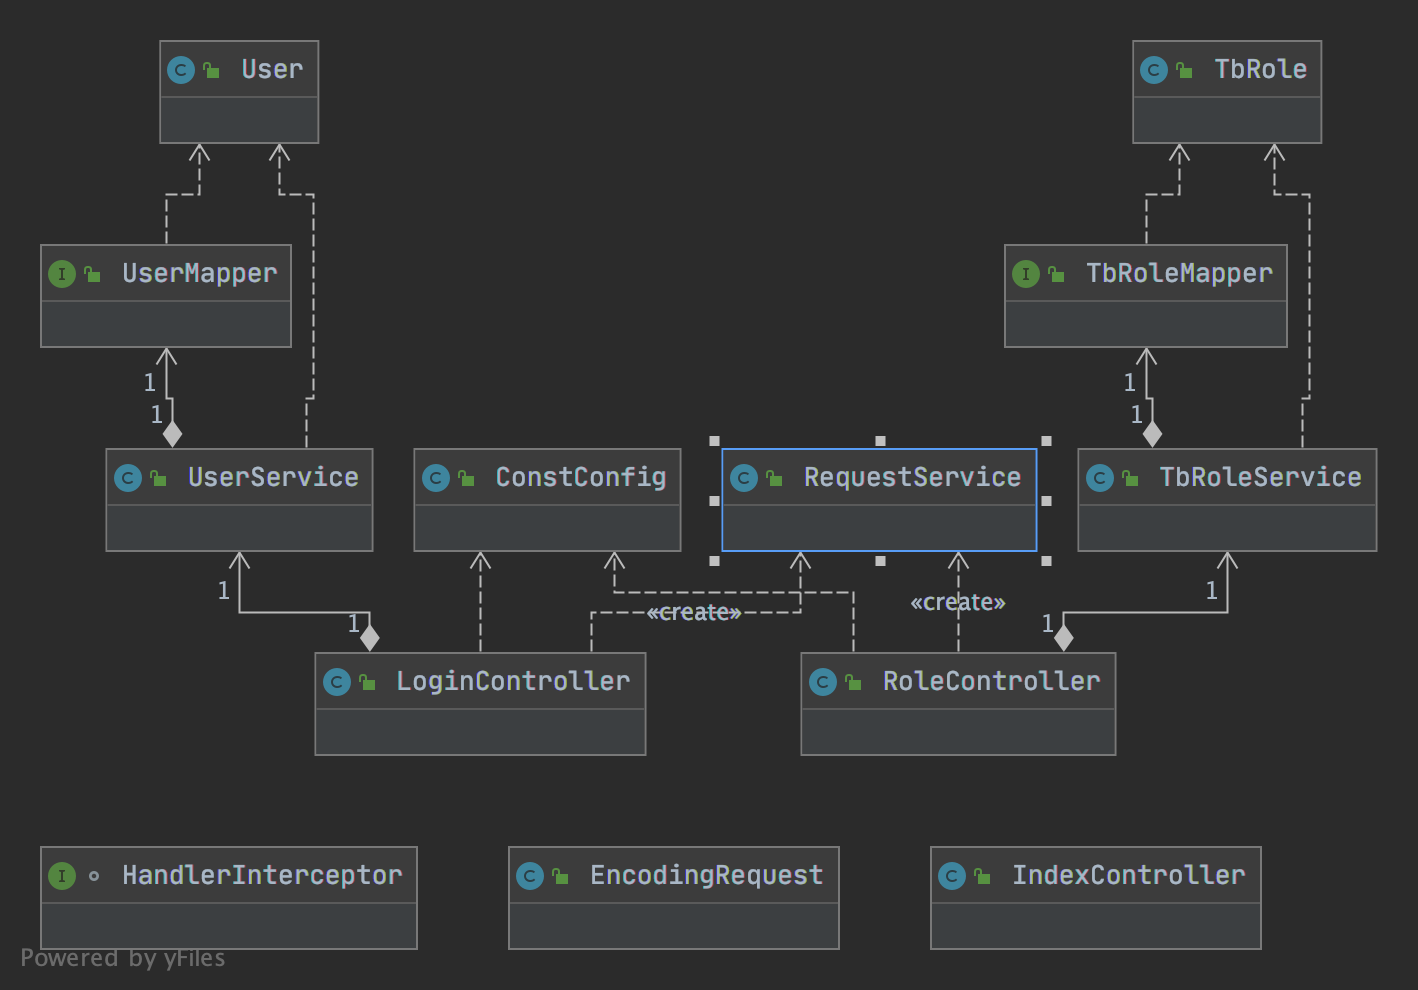 User
TbRole
UserMapper
TbRoleMapper
1
1
1
1
UserService
ConstConfig
RequestService
TbRoleService
1
1
«create»
«create»
1
1
LoginController
RoleController
HandlerInterceptor
EncodingRequest
IndexController
Powered by yFiles